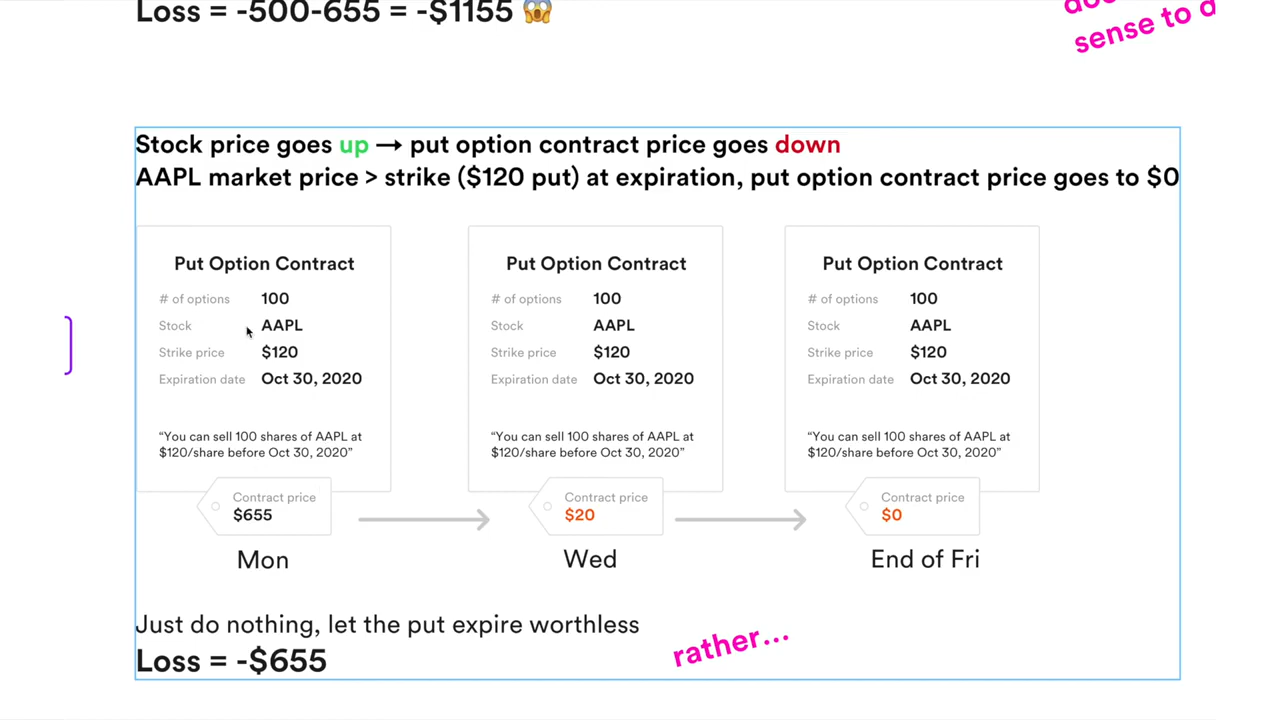 Loss = -500-655 = -$1155 😱
sense to a
Stock price goes up → put option contract price goes down
AAPL market price > strike ($120 put) at expiration, put option contract price goes to $0
Put Option Contract
# of options 100
Stock AAPL
Strike price $120
Expiration date Oct 30, 2020
“You can sell 100 shares of AAPL at
$120/share before Oct 30, 2020”
Contract price
$655
Mon
Put Option Contract
# of options 100
Stock AAPL
Strike price $120
Expiration date Oct 30, 2020
“You can sell 100 shares of AAPL at
$120/share before Oct 30, 2020”
Contract price
$20
Wed
Put Option Contract
# of options 100
Stock AAPL
Strike price $120
Expiration date Oct 30, 2020
“You can sell 100 shares of AAPL at
$120/share before Oct 30, 2020”
Contract price
$0
End of Fri
Just do nothing, let the put expire worthless
Loss = -$655
rather...